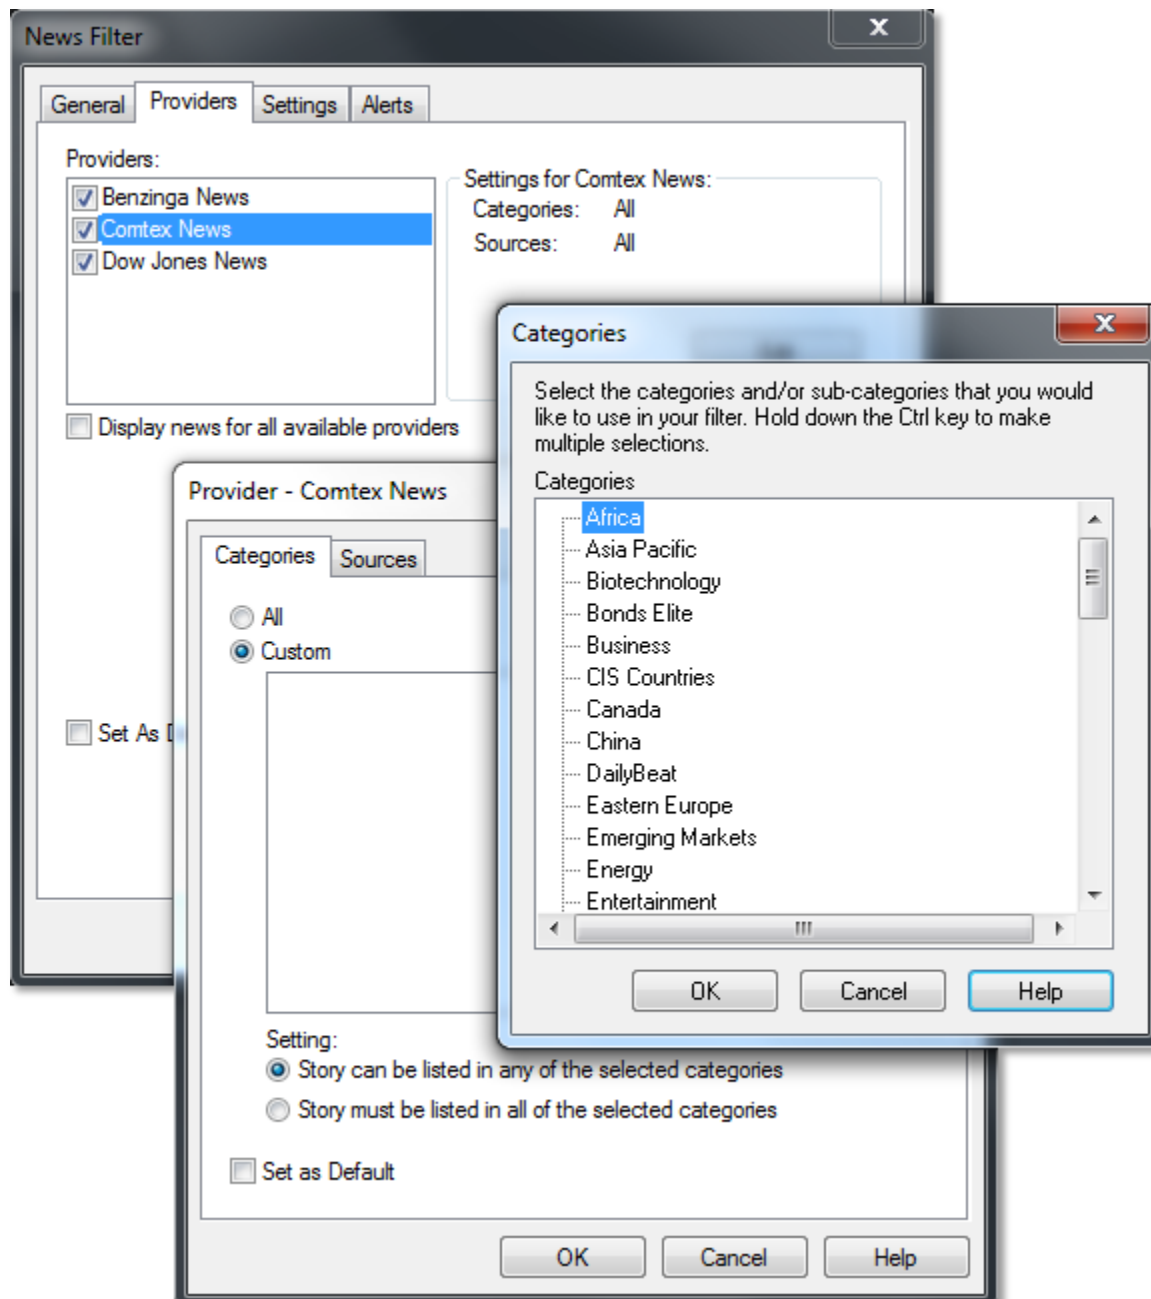 News Filter
General Providers Settings Alerts
Providers:
Benzinga News
Comtex News
Dow Jones News
Settings for Comtex News:
Categories: All
Sources: All
Display news for all available providers
Set As
Categories
Select the categories and/or sub-categories that you would
like to use in your filter. Hold down the Ctrl key to make
multiple selections.
Categories
Africa
Asia Pacific
Biotechnology
Bonds Elite
Business
CIS Countries
Canada
China
DailyBeat
Eastern Europe
Emerging Markets
Energy
Entertainment
OK Cancel Help
Provider - Comtex News
Categories Sources
All
Custom
Setting:
Story can be listed in any of the selected categories
Story must be listed in all of the selected categories
Set as Default
OK Cancel Help